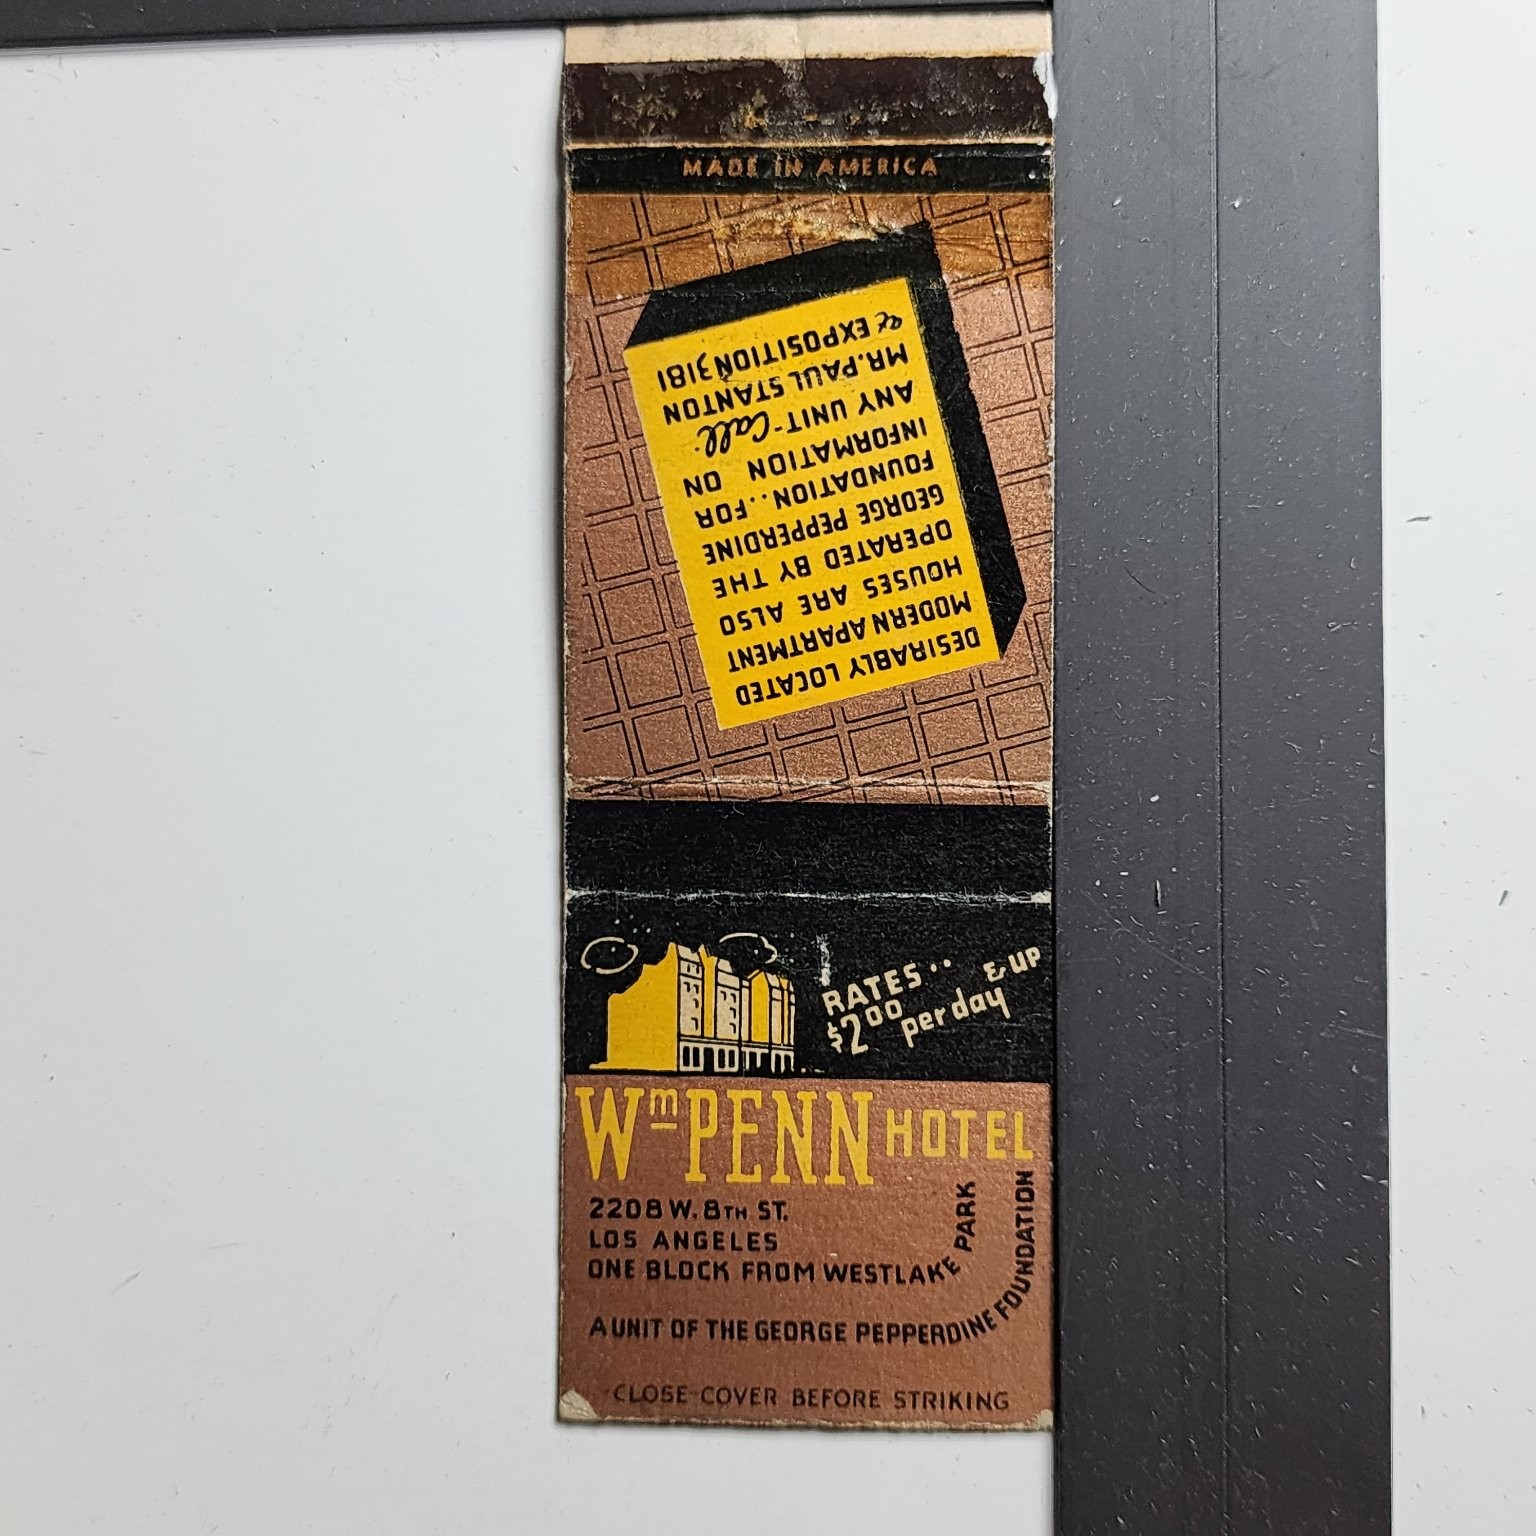 MADE IN AMERICA
DESIRABLY LOCATED
MODERN APARTMENT
HOUSES ARE ALSO
OPERATED BY THE
GEORGE PEPPERDINE
FOUNDATION..FOR
INFORMATION ON
ANY UNIT-Call
MR. PAUL STANTON
EXPOSITION 3181
RATES..
$2.00 per day & UP
Wm PENN HOTEL
2208 W. 8TH ST.
LOS ANGELES
ONE BLOCK FROM WESTLAKE PARK
A UNIT OF THE GEORGE PEPPERDINE FOUNDATION
CLOSE COVER BEFORE STRIKING